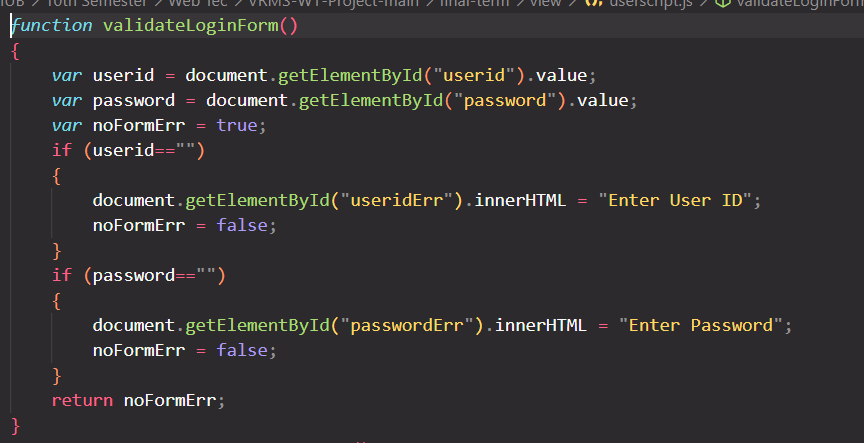 10th Semester > Web Tec > VRMS-WT-Project-main > final-term > view > userscript.js > validateLoginForm
function validateLoginForm()
{
var userid = document.getElementById("userid").value;
var password = document.getElementById("password").value;
var noFormErr = true;
if (userid=="")
{
document.getElementById("useridErr").innerHTML = "Enter User ID";
noFormErr = false;
}
if (password=="")
{
document.getElementById("passwordErr").innerHTML = "Enter Password";
noFormErr = false;
}
return noFormErr;
}